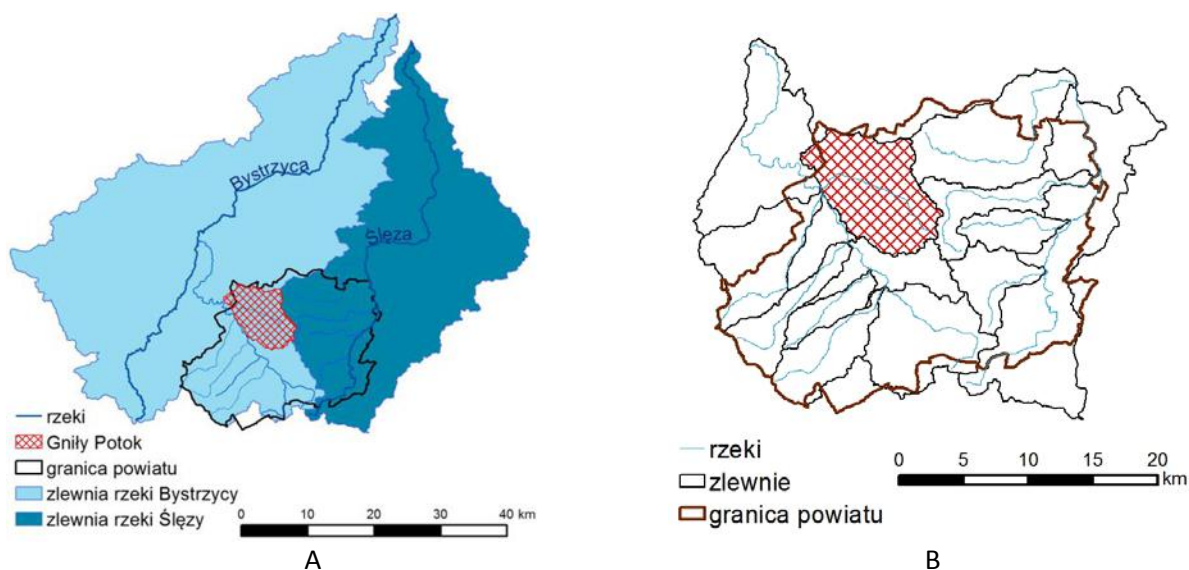 Bystrzyca
Ślęza
rzeki
Gniły Potok
granica powiatu
zlewnia rzeki Bystrzycy
zlewnia rzeki Ślęzy
0 10 20 30 40 km
A
rzeki
zlewnie
granica powiatu
0 5 10 15 20
km
B